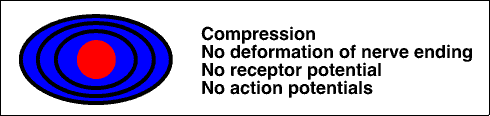 Compression
No deformation of nerve ending
No receptor potential
No action potentials